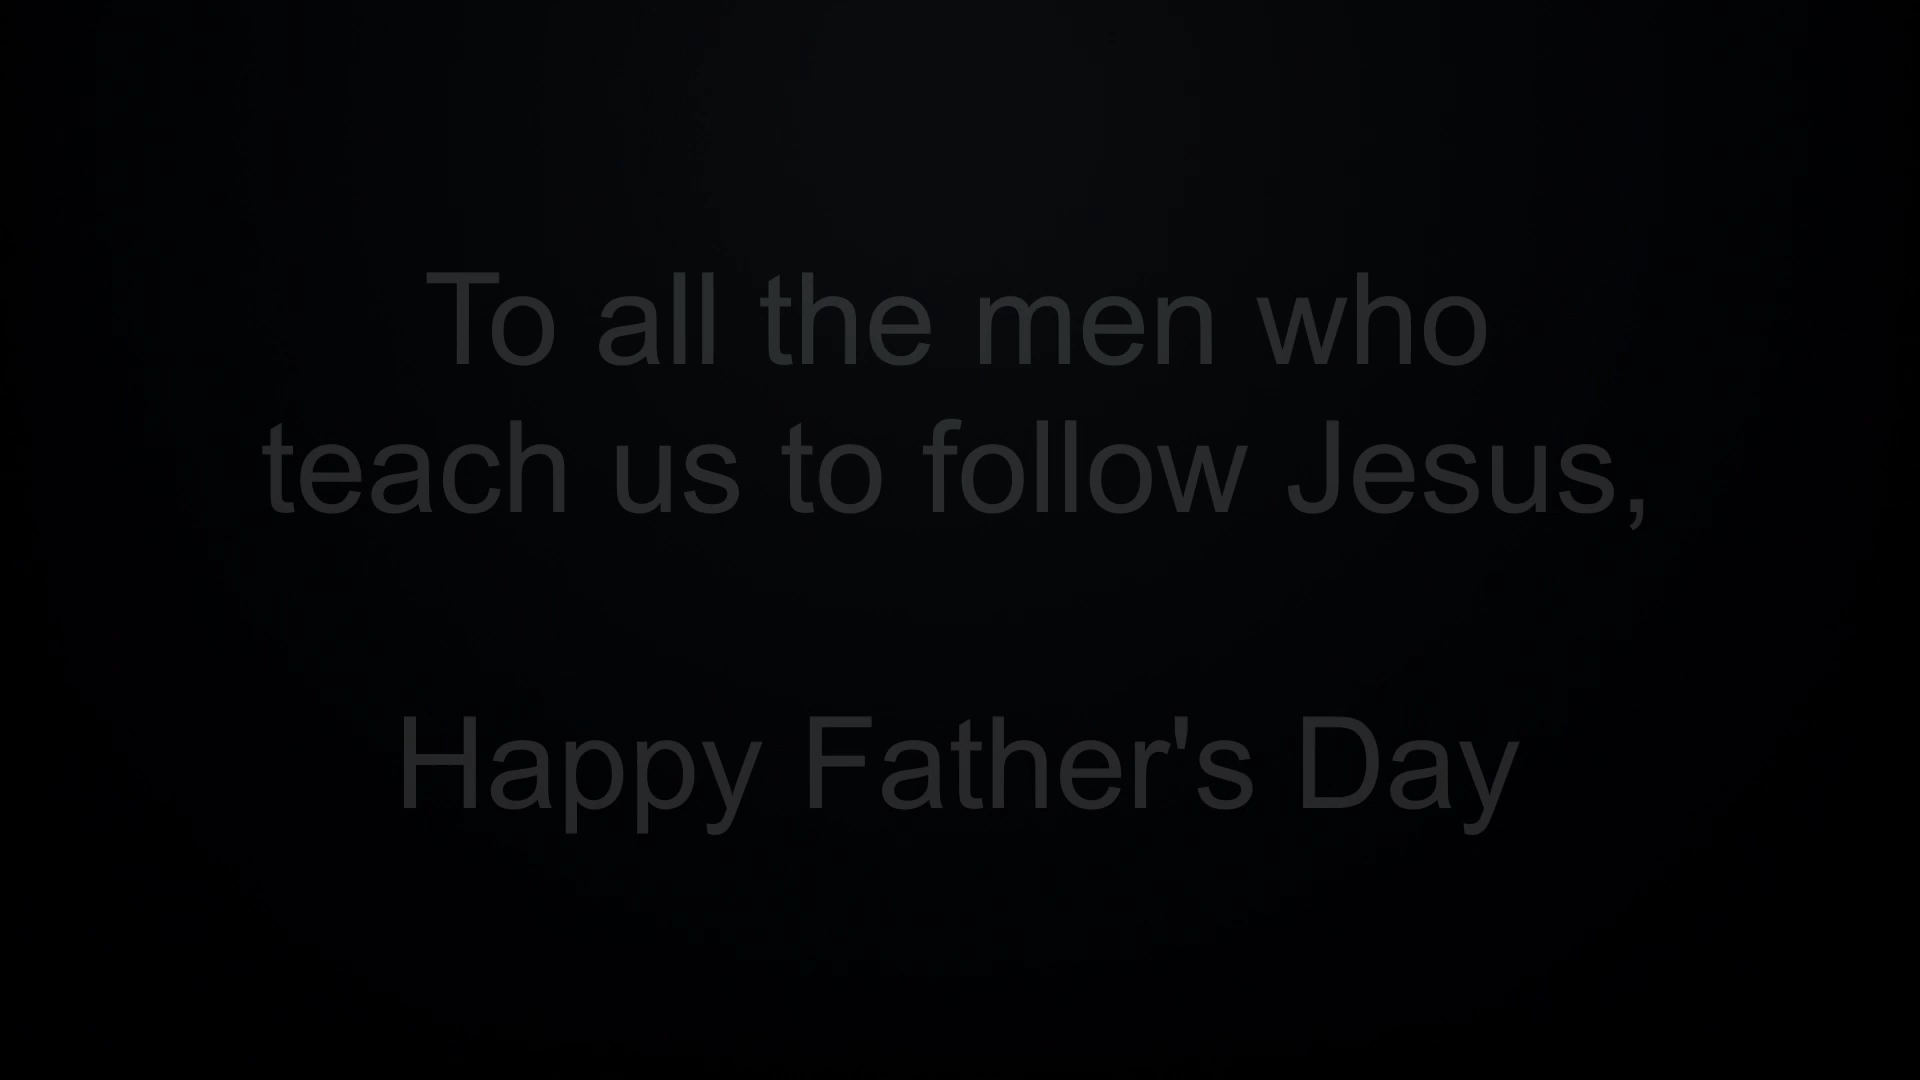 To all the men who
teach us to follow Jesus,
Happy Father's Day